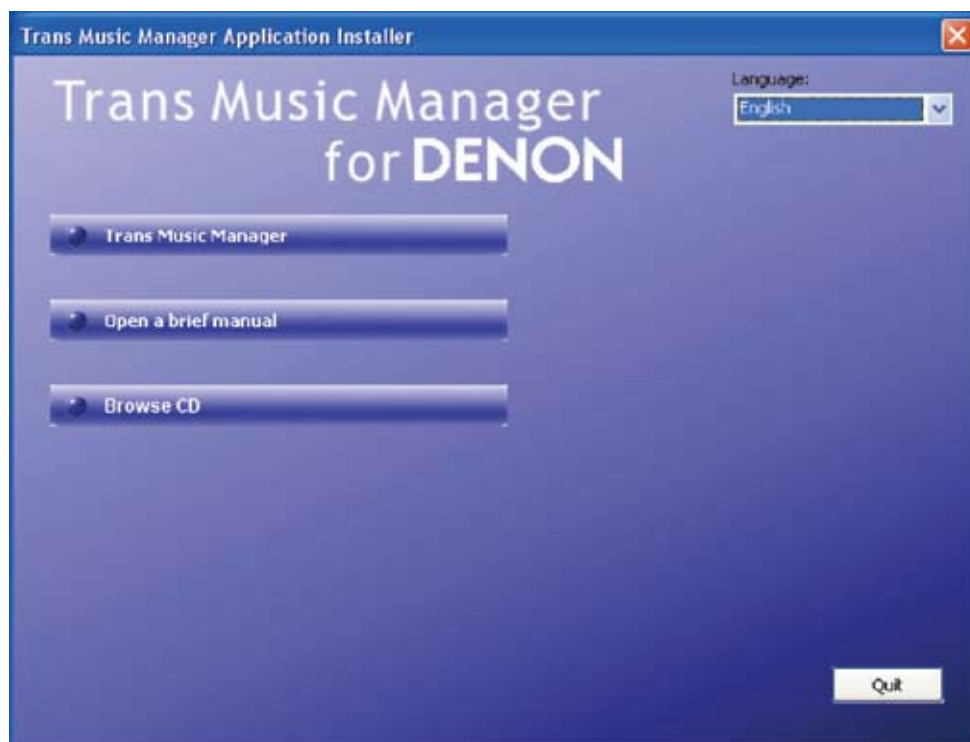 Trans Music Manager Application Installer
Trans Music Manager
for DENON
Language:
English
Trans Music Manager
Open a brief manual
Browse CD
Quit